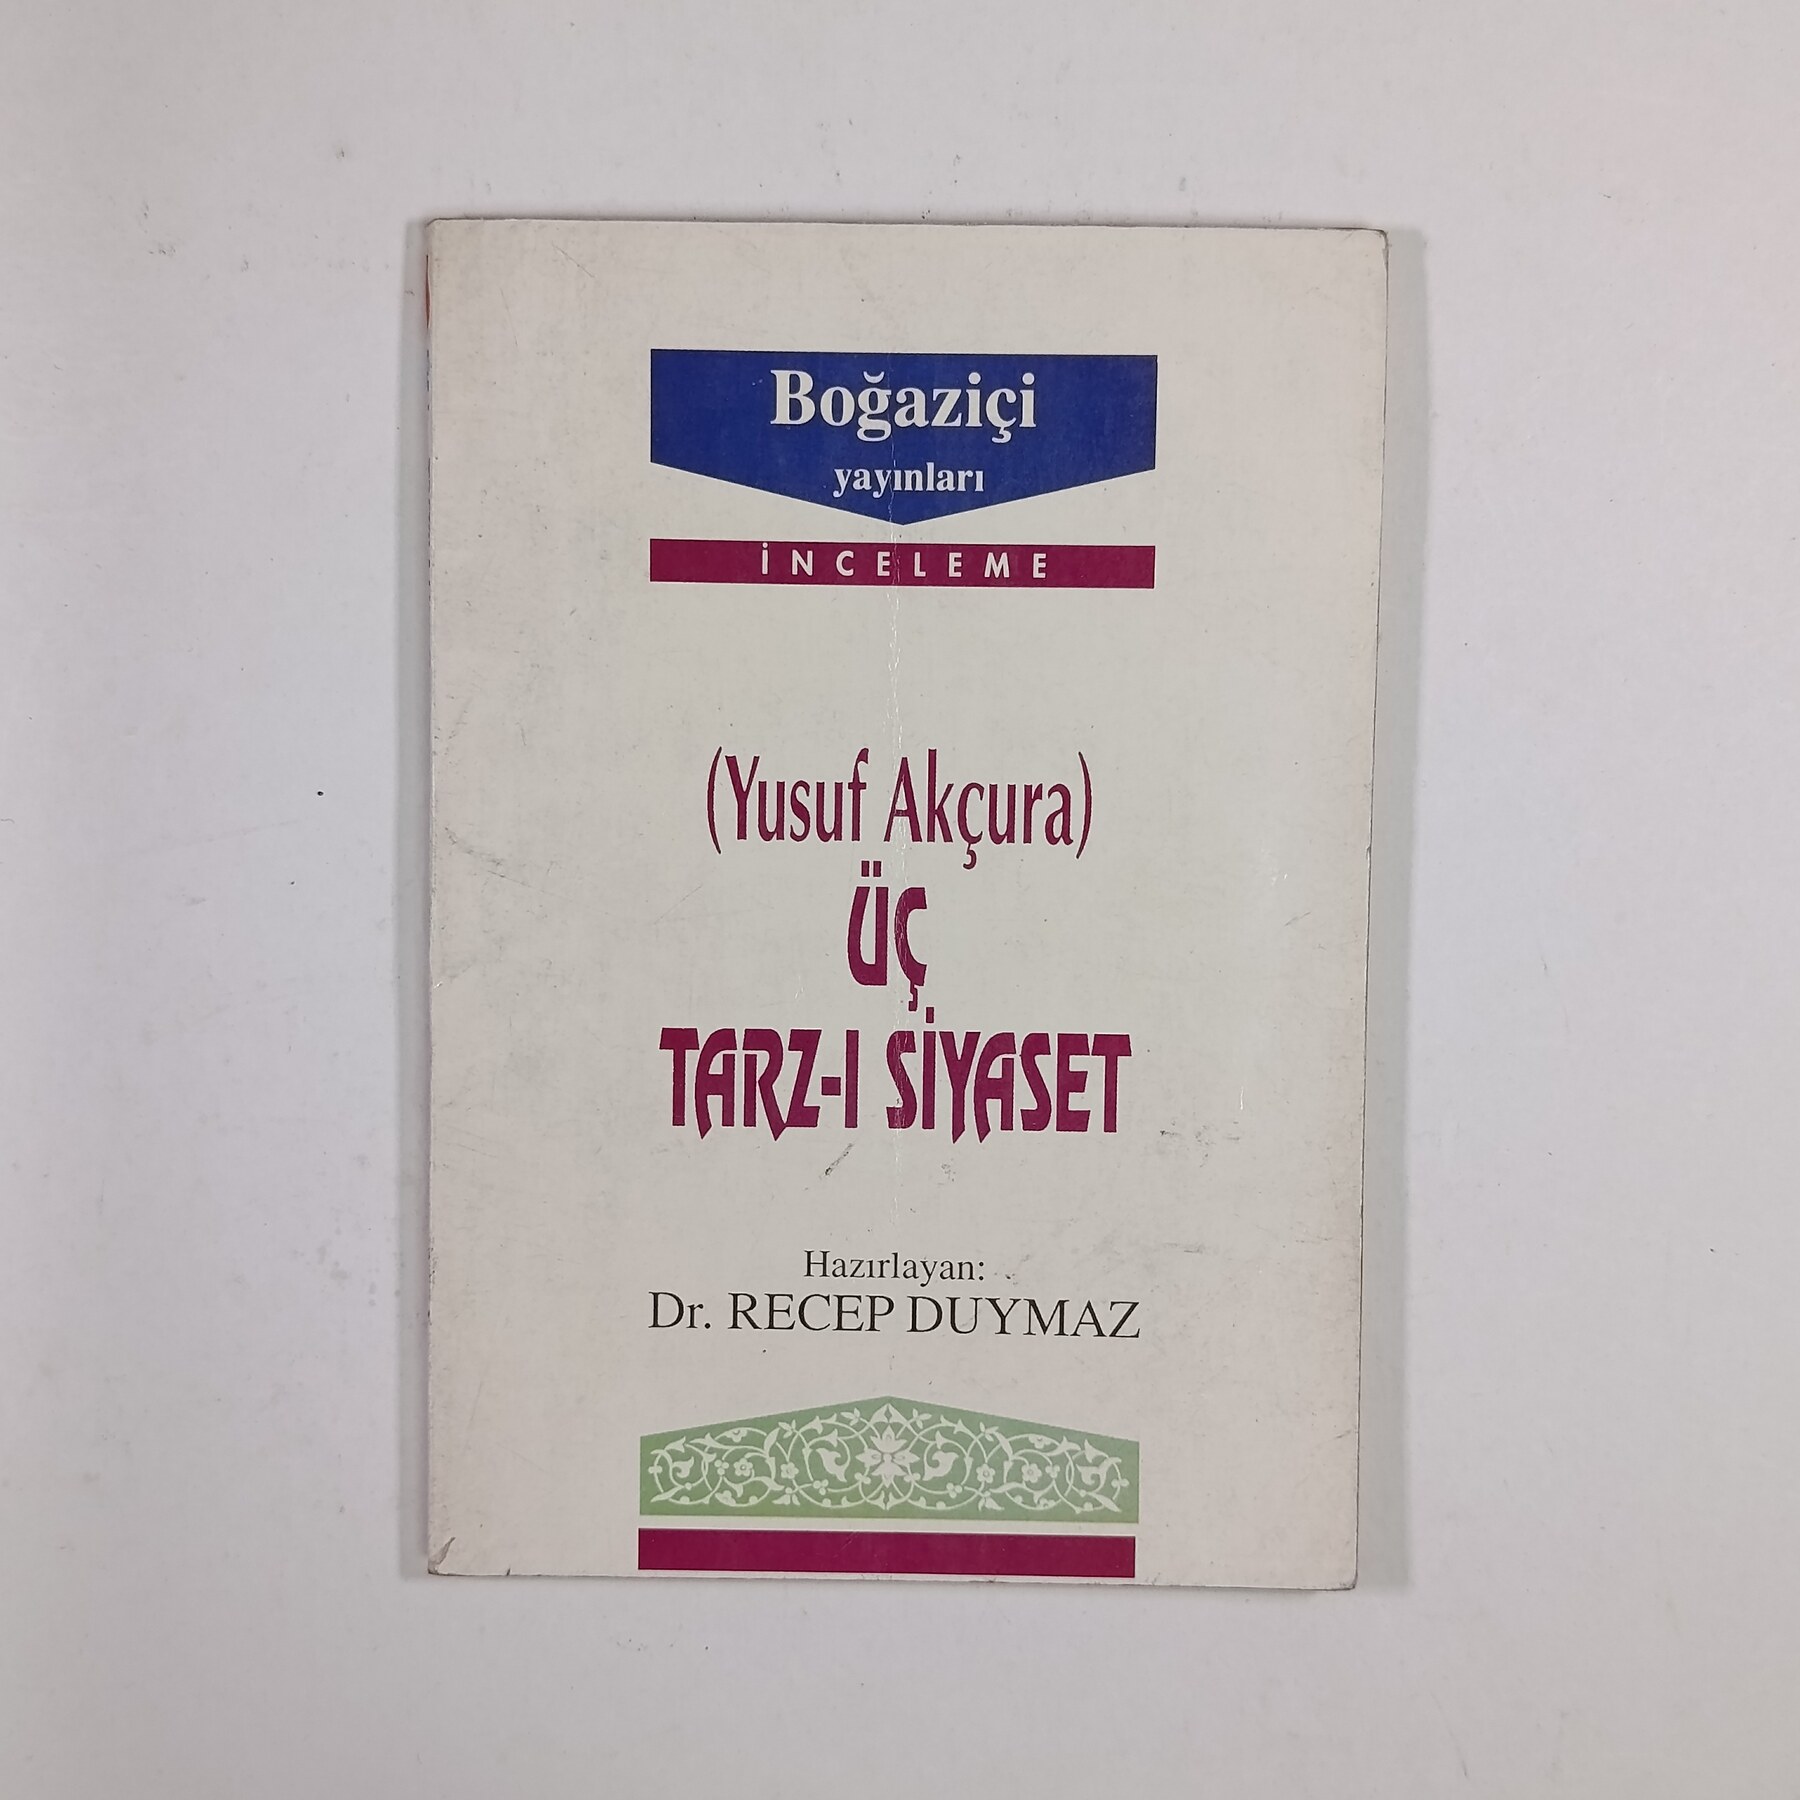 Boğaziçi
yayınları
İNCELEME
(Yusuf Akçura)
ÜÇ
TARZ-I SİYASET
Hazırlayan:
Dr. RECEP DUYMAZ